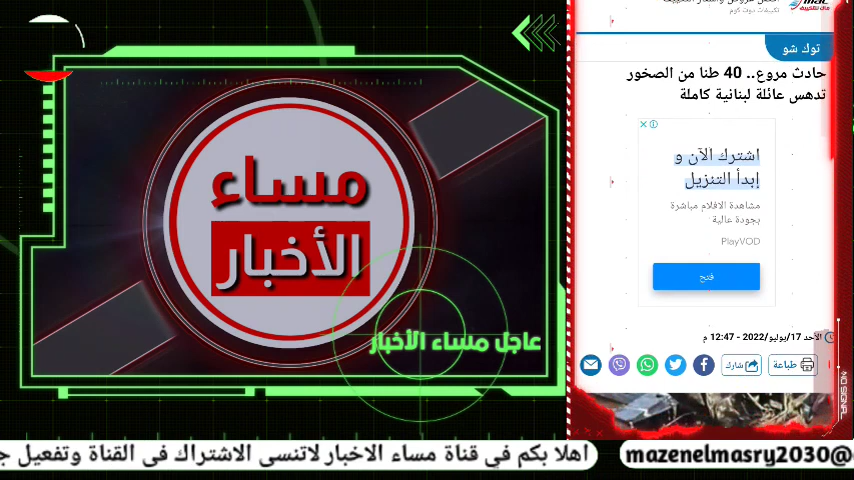 مساء
الأخبار
عاجل مساء الأخبار
توك شو
حادث مروع.. 40 طنا من الصخور
تدهس عائلة لبنانية كاملة
اشترك الآن و
إبدأ التنزيل
مشاهدة الافلام مباشرة
بجودة عالية
PlayVOD
فتح
الأحد 17/يوليو/2022 - 12:47 م
طباعة
شارك
NO SIGNAL
اهلا بكم في قناة مساء الاخبار لاتنسى الاشتراك فى القناة وتفعيل
mazenelmasry2030@